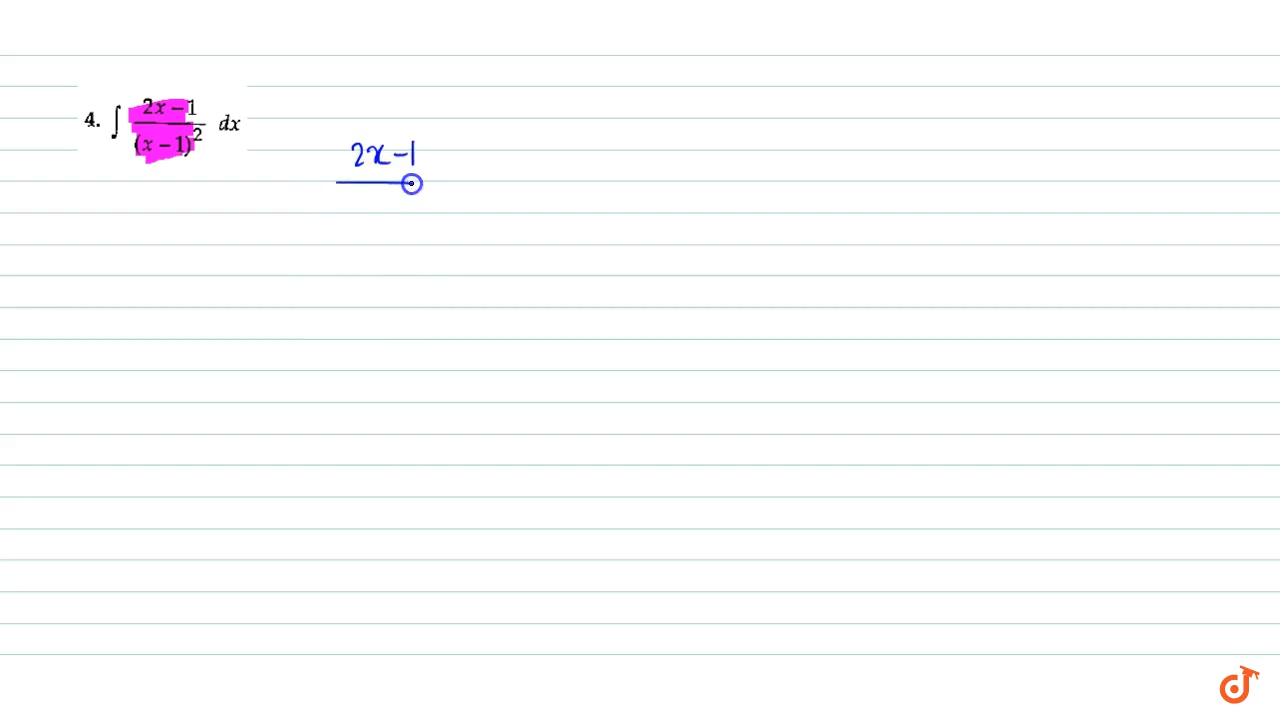 4. ∫ 2x − 1 / (x − 1)² dx
2x − 1